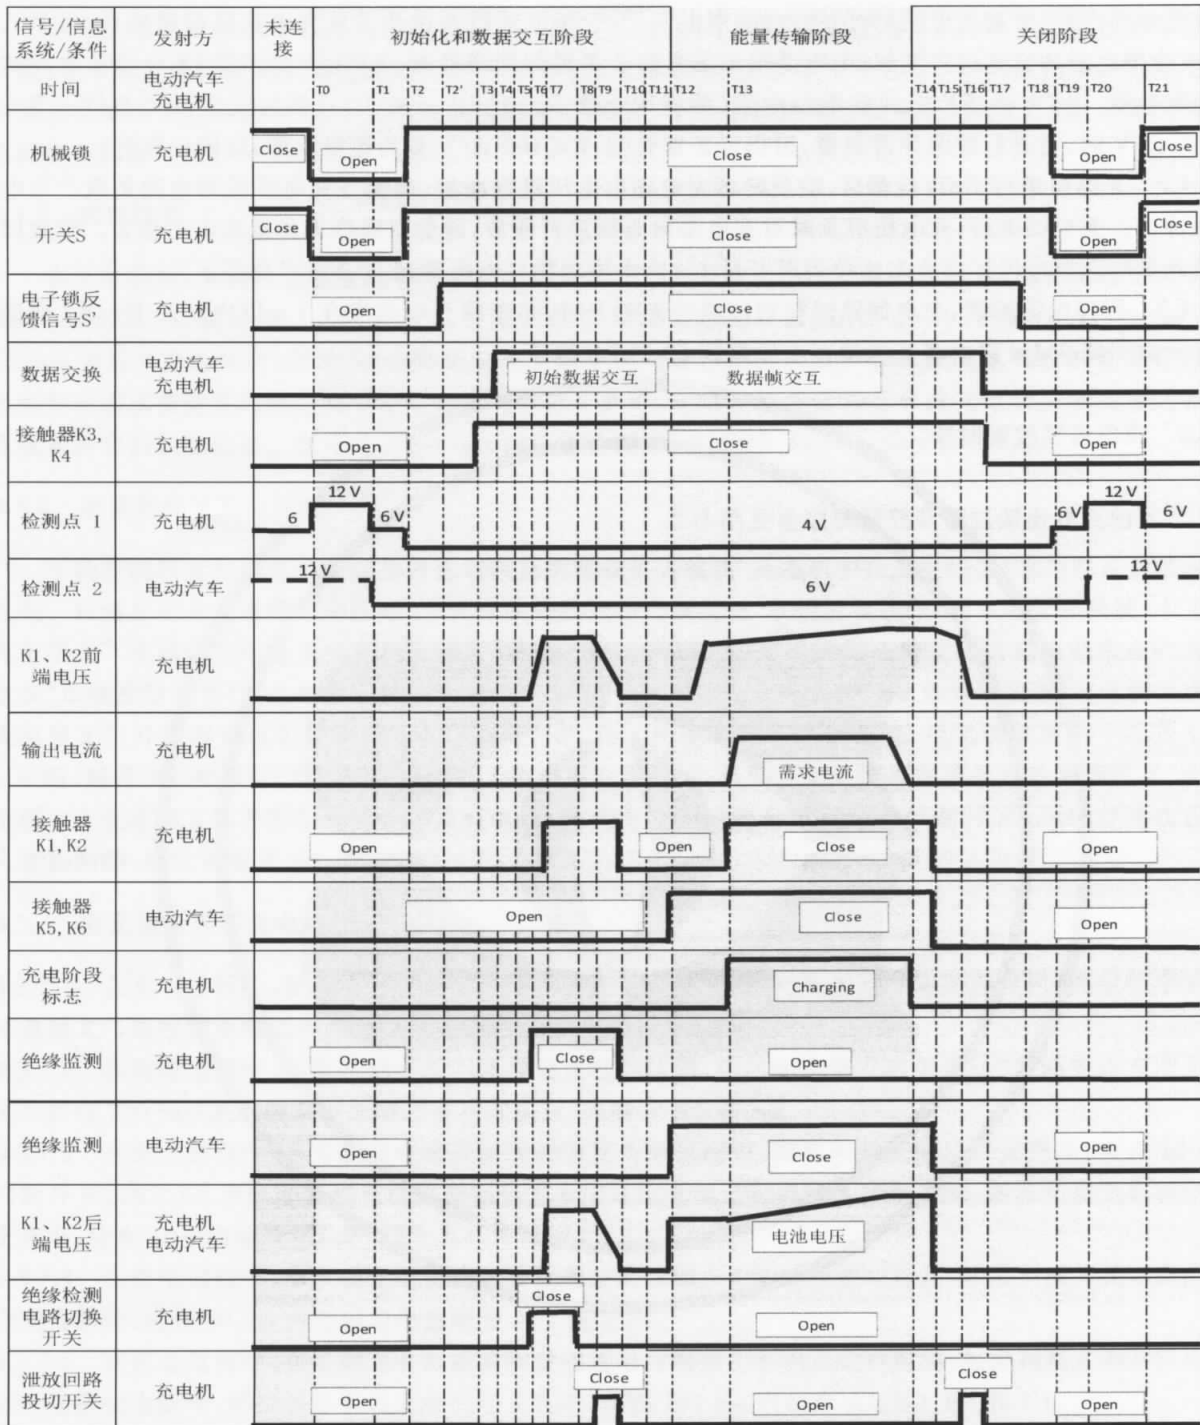 信号/信息
系统/条件
发射方
未连
接
初始化和数据交互阶段
能量传输阶段
关闭阶段
时间
电动汽车
充电机
T0 T1 T2 T2' T3 T4 T5 T6 T7 T8 T9 T10 T11 T12 T13 T14 T15 T16 T17 T18 T19 T20 T21
机械锁
充电机
Close Open Close Open Close
开关S
充电机
Close Open Close Open Close
电子锁反
馈信号S'
充电机
Open Close Open
数据交换
电动汽车
充电机
初始数据交互 数据帧交互
接触器K3,
K4
充电机
Open Close Open
检测点 1
充电机
6 12 V 6 V 4 V 6 V 12 V 6 V
检测点 2
电动汽车
12 V 6 V 12 V
K1、K2前
端电压
充电机
输出电流
充电机
需求电流
接触器
K1,K2
充电机
Open Open Close Open
接触器
K5,K6
电动汽车
Open Close Open
充电阶段
标志
充电机
Charging
绝缘监测
充电机
Open Close Open
绝缘监测
电动汽车
Open Close Open
K1、K2后
端电压
充电机
电动汽车
电池电压
绝缘检测
电路切换
开关
充电机
Open Close Open
泄放回路
投切开关
充电机
Open Close Open Close Open